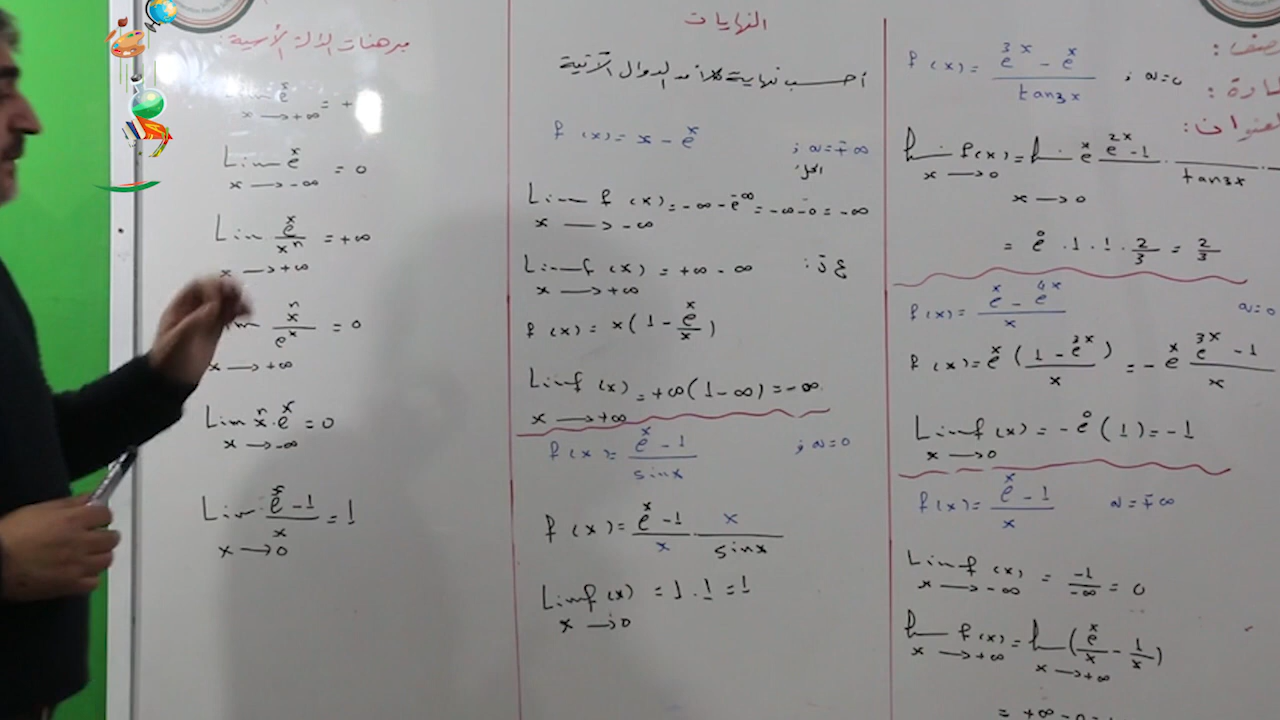 مبرهنات الدالة الأسية:
Lim e^x = +
x → +∞
Lim e^x = 0
x → -∞
Lim e^x/x^n = +∞
x → +∞
Lim x^n/e^x = 0
x → +∞
Lim x^n . e^x = 0
x → -∞
Lim (e^x - 1)/x = 1
x → 0
النهايات
أحسب نهاية الدوال الآتية
f(x) = x - e^x ; a = ∓∞
الحل:
Lim f(x) = -∞ - e^-∞ = -∞ - 0 = -∞
x → -∞
Lim f(x) = +∞ - ∞ ع ت :
x → +∞
f(x) = x(1 - e^x/x)
Lim f(x) = +∞(1 - ∞) = -∞
x → +∞
f(x) = (e^x - 1)/sinx ; a = 0
f(x) = (e^x - 1)/x . x/sinx
Lim f(x) = 1 . 1 = 1
x → 0
f(x) = (e^3x - e^x)/tan3x ; a = 0
lim f(x) = lim e^x (e^2x - 1) . /tan3x
x → 0
x → 0
= e^0 . 1 . 1 . 2/3 = 2/3
f(x) = (e^x - e^4x)/x a = 0
f(x) = e^x ((1 - e^3x)/x) = - e^x (e^3x - 1)/x
Lim f(x) = - e^0 (1) = -1
x → 0
f(x) = (e^x - 1)/x a = ∓∞
Lim f(x) = -1/-∞ = 0
x → -∞
lim f(x) = lim (e^x/x - 1/x)
x → +∞
x → +∞
= +∞ - 0 =